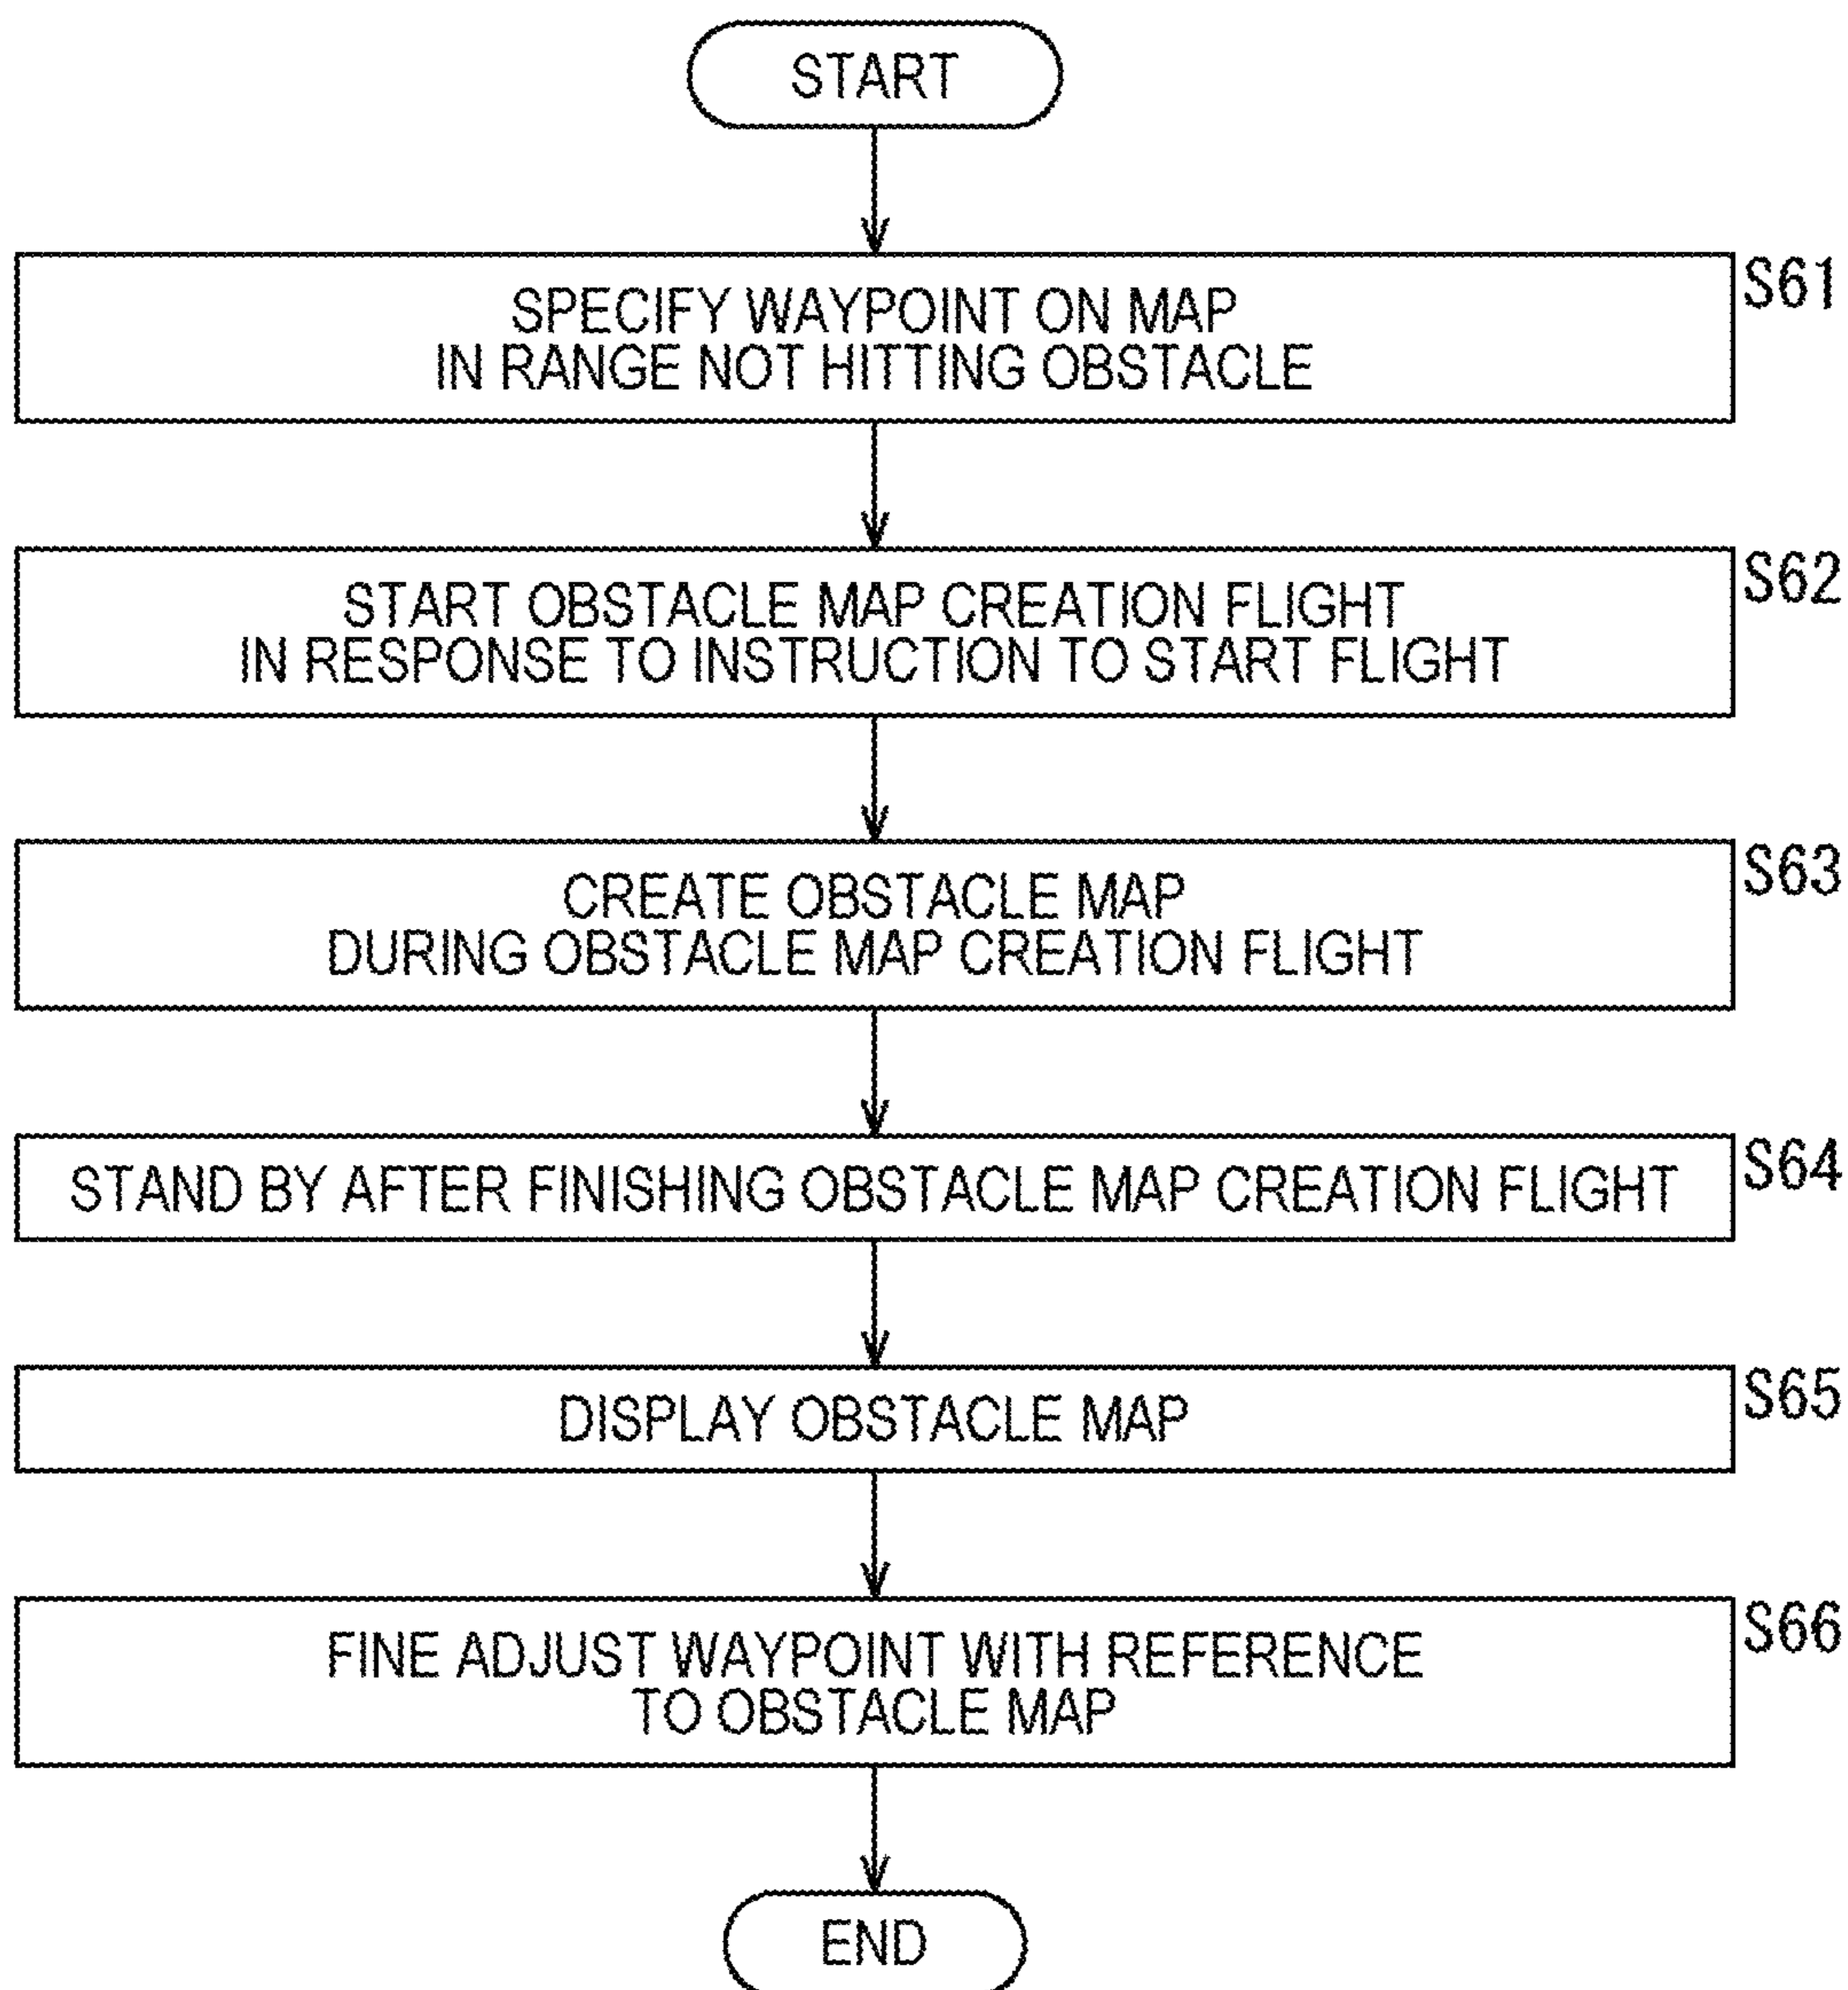 START
S61
SPECIFY WAYPOINT ON MAP
IN RANGE NOT HITTING OBSTACLE
S62
START OBSTACLE MAP CREATION FLIGHT
IN RESPONSE TO INSTRUCTION TO START FLIGHT
S63
CREATE OBSTACLE MAP
DURING OBSTACLE MAP CREATION FLIGHT
S64
STAND BY AFTER FINISHING OBSTACLE MAP CREATION FLIGHT
S65
DISPLAY OBSTACLE MAP
S66
FINE ADJUST WAYPOINT WITH REFERENCE
TO OBSTACLE MAP
END